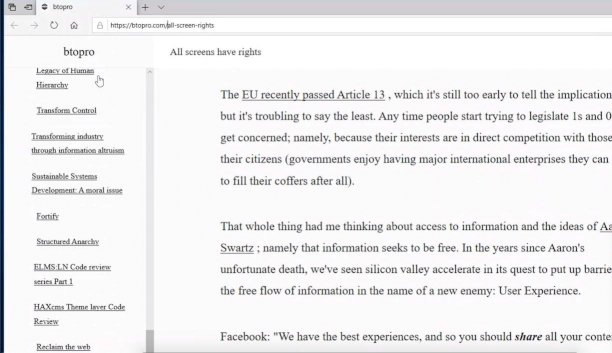 btopro
https://btopro.com/all-screen-rights
btopro
All screens have rights
Legacy of Human
Hierarchy
Transform Control
Transforming industry
through information altruism
Sustainable Systems
Development: A moral issue
Fortify
Structured Anarchy
ELMS:LN Code review
series Part 1
HAXcms Theme layer Code
Review
Reclaim the web
The EU recently passed Article 13 , which it's still too early to tell the implication
but it's troubling to say the least. Any time people start trying to legislate 1s and 0
get concerned; namely, because their interests are in direct competition with those
their citizens (governments enjoy having major international enterprises they can
to fill their coffers after all).
That whole thing had me thinking about access to information and the ideas of Aa
Swartz ; namely that information seeks to be free. In the years since Aaron's
unfortunate death, we've seen silicon valley accelerate in its quest to put up barrie
the free flow of information in the name of a new enemy: User Experience.
Facebook: "We have the best experiences, and so you should share all your conte